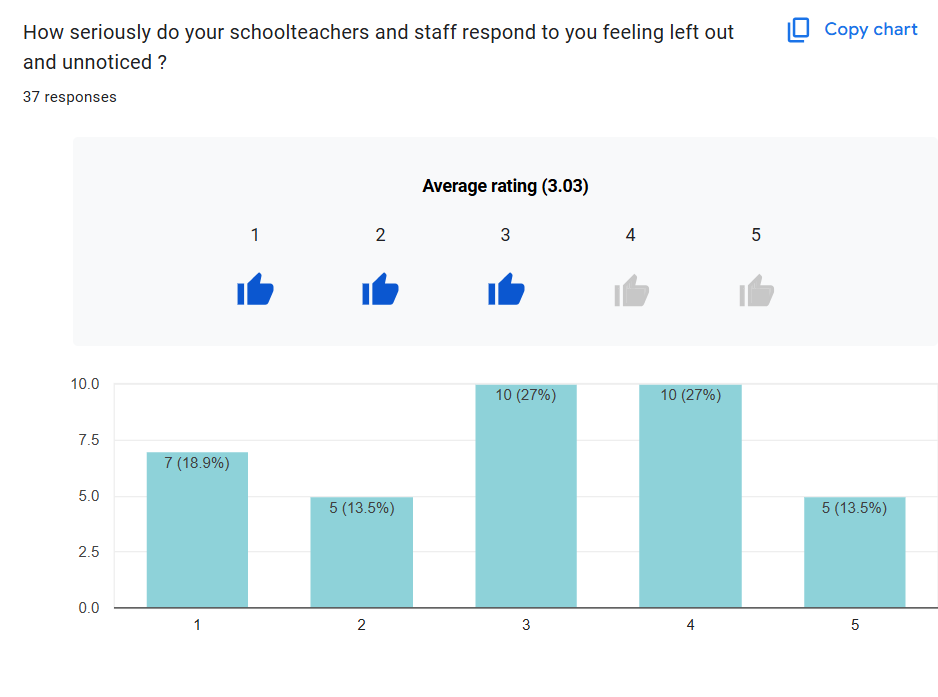 How seriously do your schoolteachers and staff respond to you feeling left out
and unnoticed ?
Copy chart
37 responses
Average rating (3.03)
1 2 3 4 5
10.0
7.5
5.0
2.5
0.0
7 (18.9%)
5 (13.5%)
10 (27%)
10 (27%)
5 (13.5%)
1 2 3 4 5